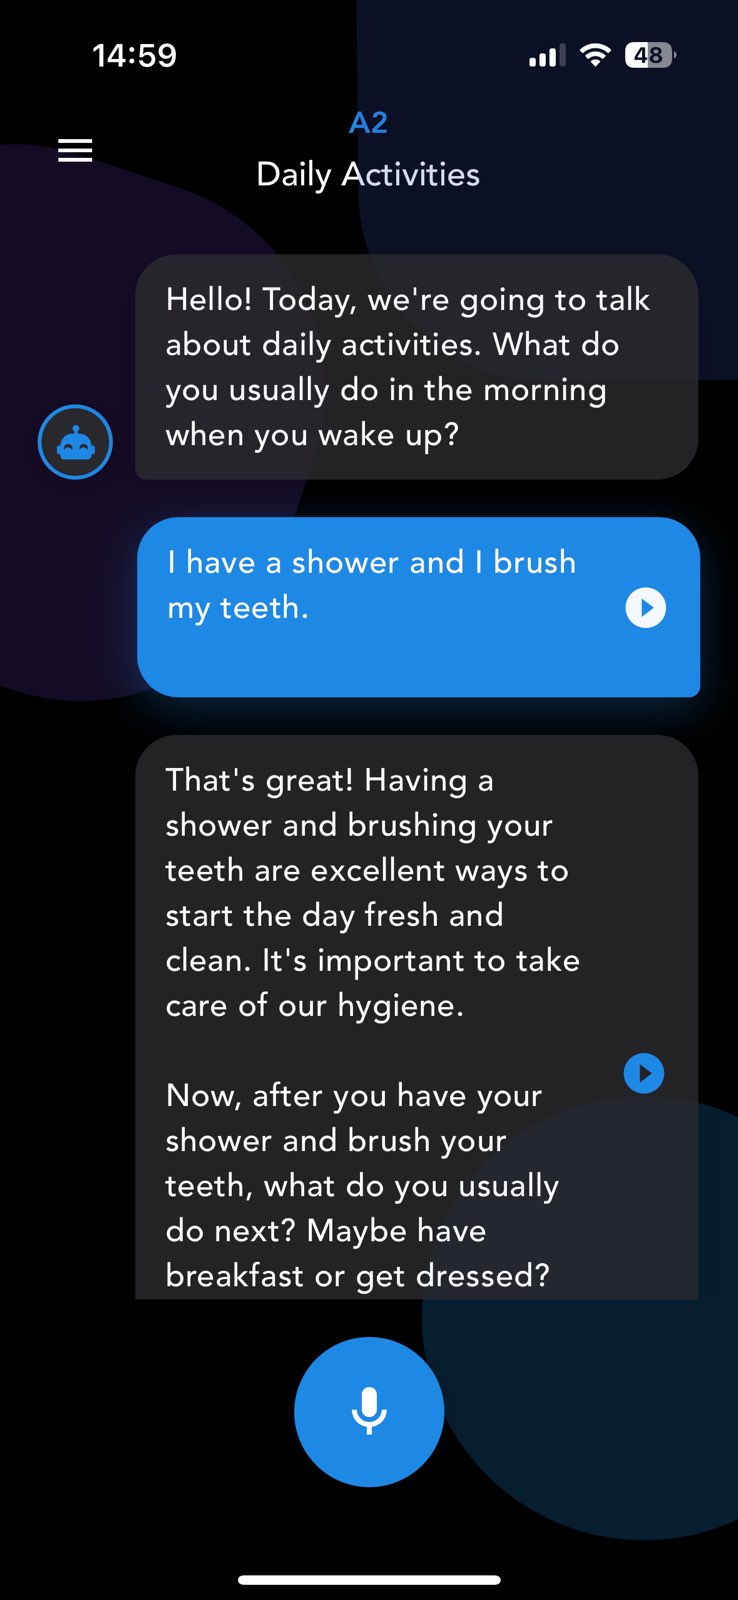 14:59
48
A2
Daily Activities
Hello! Today, we're going to talk
about daily activities. What do
you usually do in the morning
when you wake up?
I have a shower and I brush
my teeth.
That's great! Having a
shower and brushing your
teeth are excellent ways to
start the day fresh and
clean. It's important to take
care of our hygiene.
Now, after you have your
shower and brush your
teeth, what do you usually
do next? Maybe have
breakfast or get dressed?